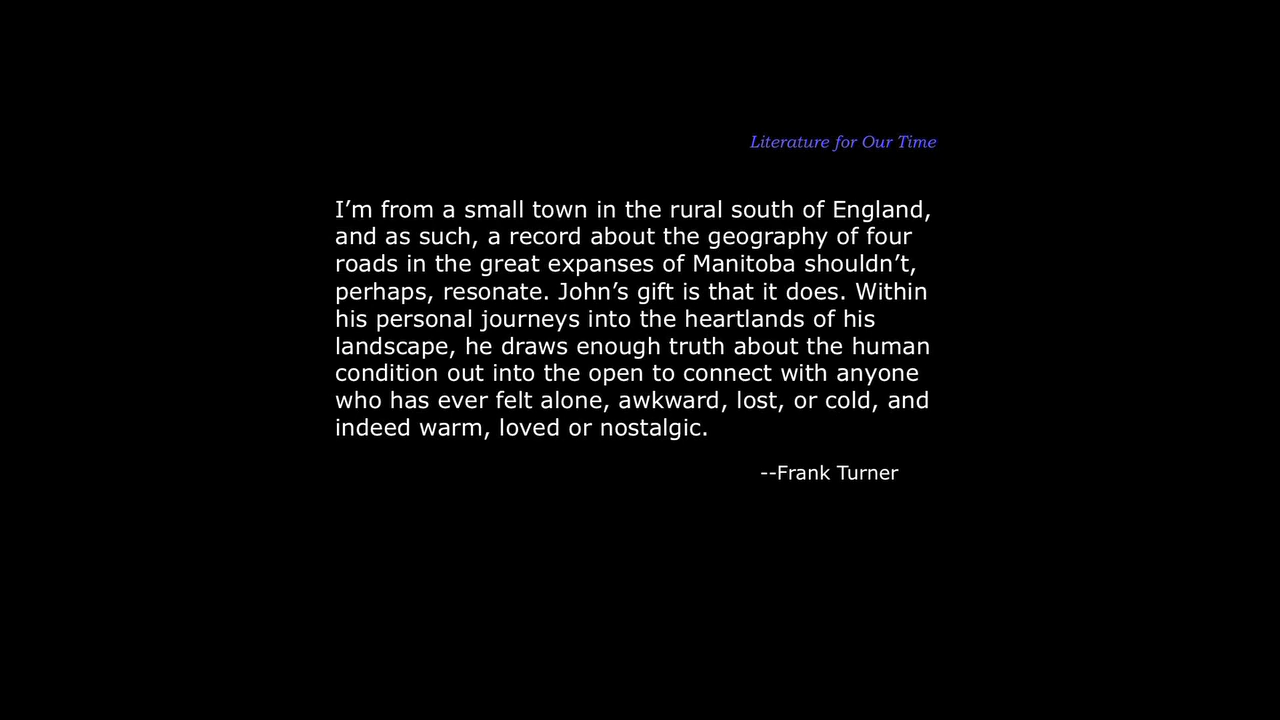 Literature for Our Time
I’m from a small town in the rural south of England,
and as such, a record about the geography of four
roads in the great expanses of Manitoba shouldn’t,
perhaps, resonate. John’s gift is that it does. Within
his personal journeys into the heartlands of his
landscape, he draws enough truth about the human
condition out into the open to connect with anyone
who has ever felt alone, awkward, lost, or cold, and
indeed warm, loved or nostalgic.
--Frank Turner